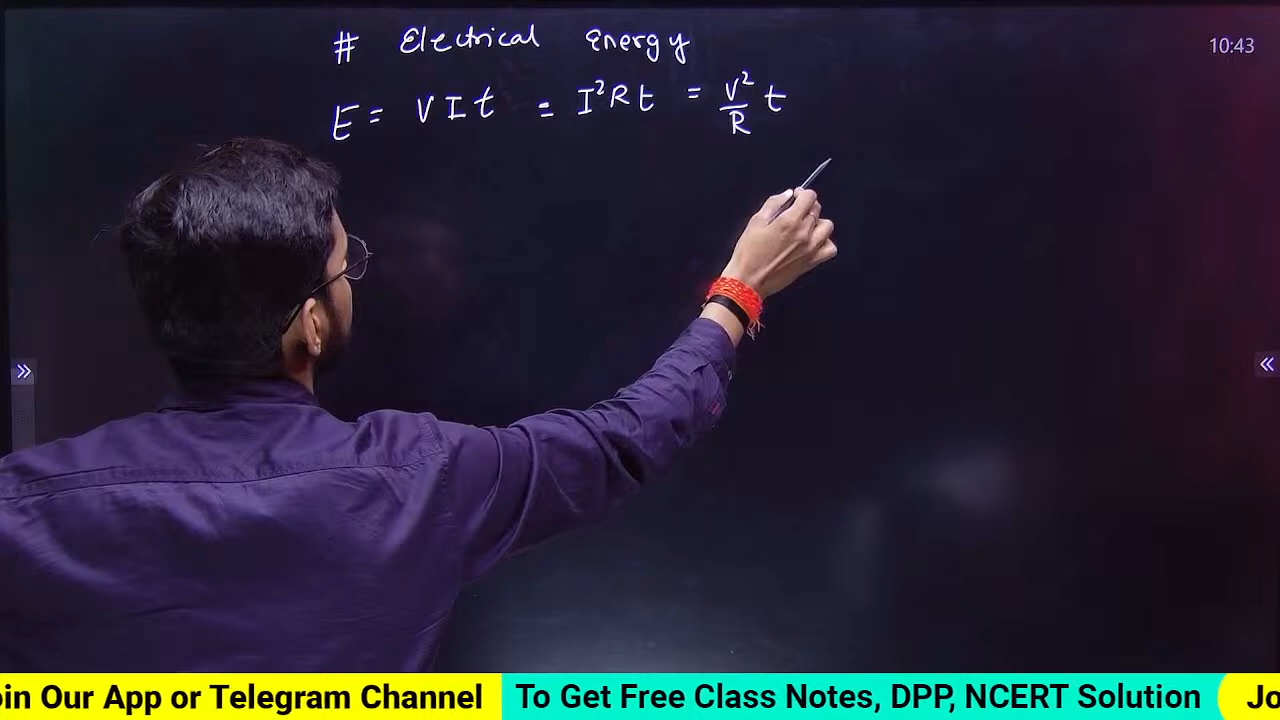 # Electrical Energy
10:43
E = VIt = I²Rt = V²/R t
oin Our App or Telegram Channel To Get Free Class Notes, DPP, NCERT Solution Jo